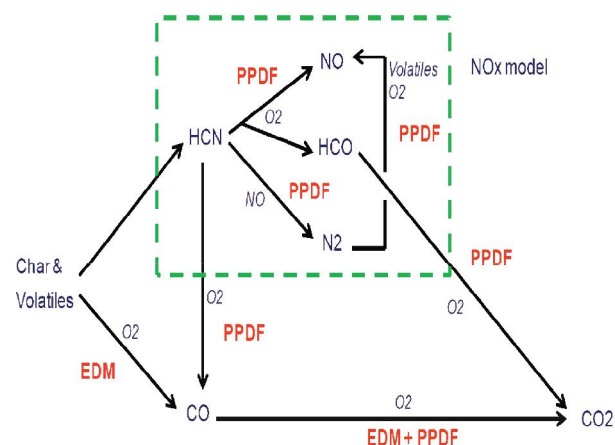 NO
Volatiles
NOx model
PPDF
O2
O2
PPDF
HCN
HCO
PPDF
NO
N2
Char &
Volatiles
PPDF
O2
O2
O2
PPDF
EDM
CO
O2
CO2
EDM + PPDF